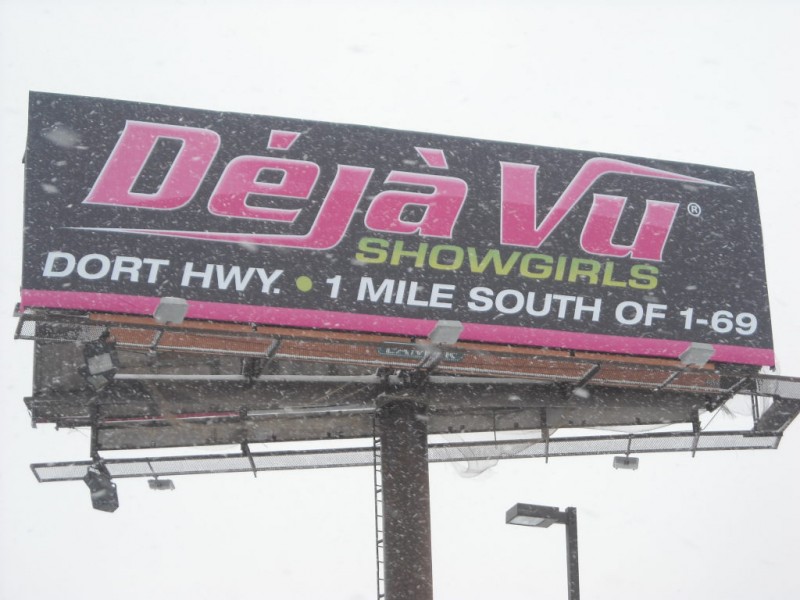 Déjà Vu®
SHOWGIRLS
DORT HWY. • 1 MILE SOUTH OF 1-69